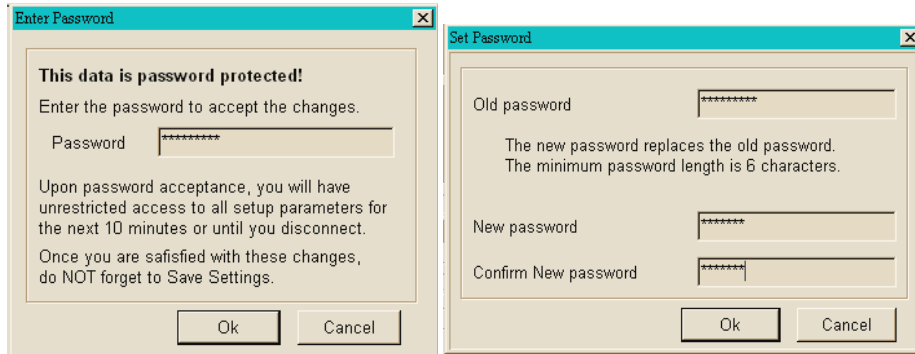 Enter Password
This data is password protected!
Enter the password to accept the changes.
Password *********
Upon password acceptance, you will have
unrestricted access to all setup parameters for
the next 10 minutes or until you disconnect.
Once you are safisfied with these changes,
do NOT forget to Save Settings.
Ok Cancel
Set Password
Old password *********
The new password replaces the old password.
The minimum password length is 6 characters.
New password *******
Confirm New password *******
Ok Cancel